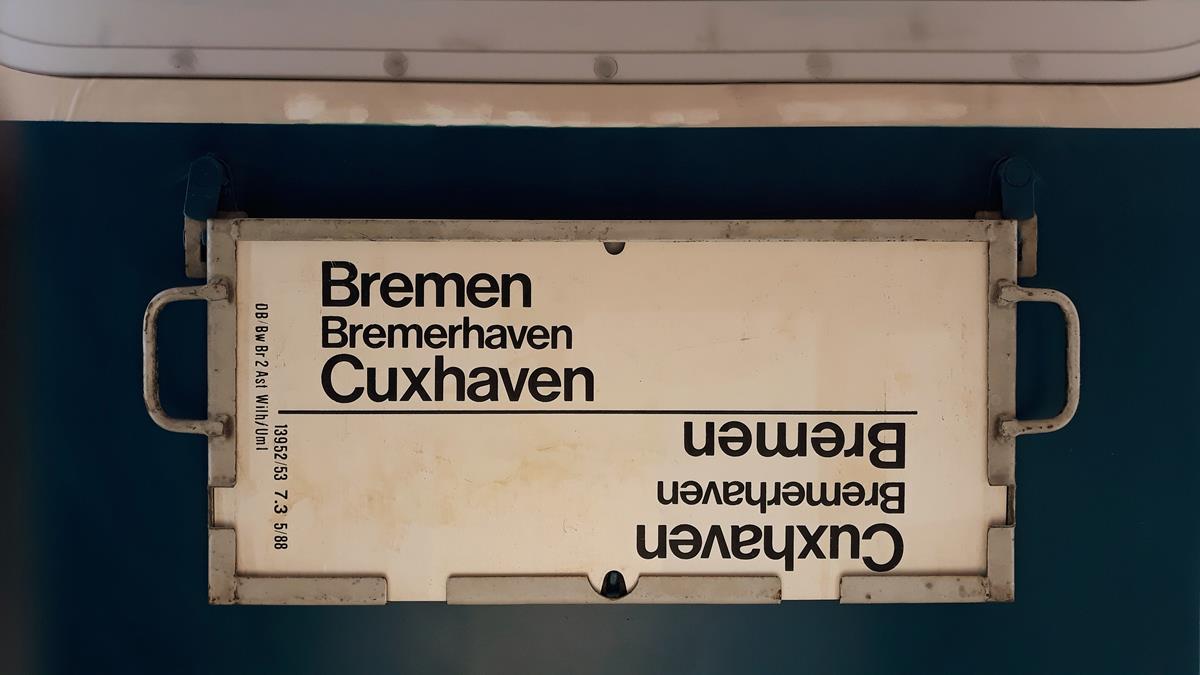 Bremen
Bremerhaven
Cuxhaven
Cuxhaven
Bremerhaven
Bremen
DB/Bw Br 2 Ast Wilh/Uml
13952/53 7.3 5/88